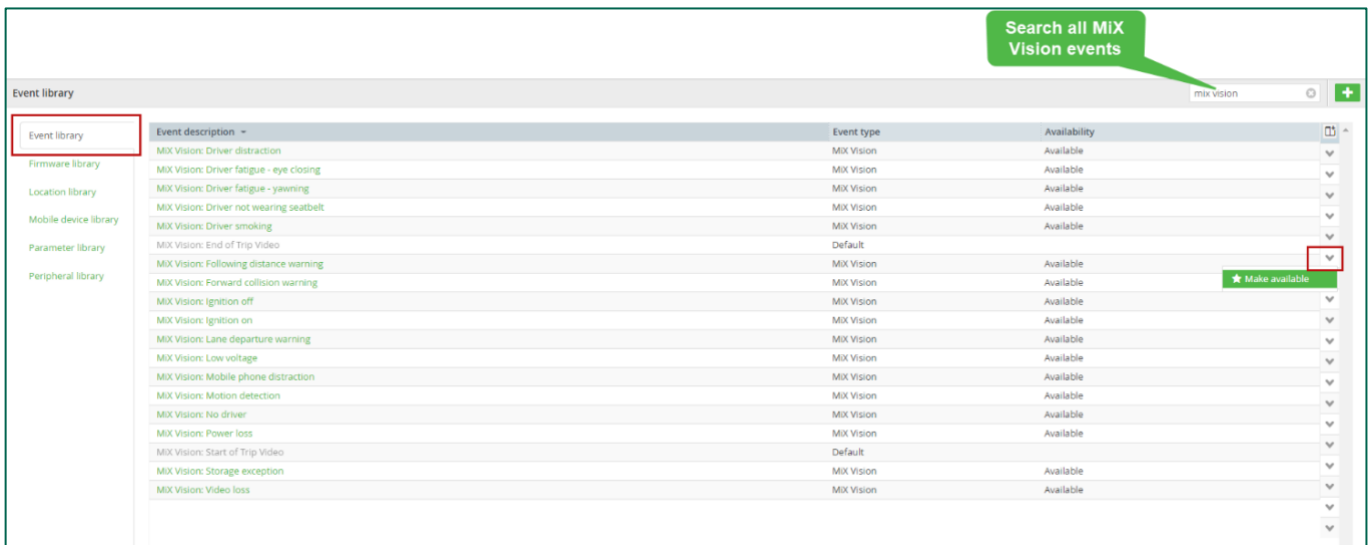 Search all MiX
Vision events
Event library
mix vision
Event library
Firmware library
Location library
Mobile device library
Parameter library
Peripheral library
Event description Event type Availability
MiX Vision: Driver distraction MiX Vision Available
MiX Vision: Driver fatigue - eye closing MiX Vision Available
MiX Vision: Driver fatigue - yawning MiX Vision Available
MiX Vision: Driver not wearing seatbelt MiX Vision Available
MiX Vision: Driver smoking MiX Vision Available
MiX Vision: End of Trip Video Default
MiX Vision: Following distance warning MiX Vision Available
MiX Vision: Forward collision warning MiX Vision Available
Make available
MiX Vision: Ignition off MiX Vision Available
MiX Vision: Ignition on MiX Vision Available
MiX Vision: Lane departure warning MiX Vision Available
MiX Vision: Low voltage MiX Vision Available
MiX Vision: Mobile phone distraction MiX Vision Available
MiX Vision: Motion detection MiX Vision Available
MiX Vision: No driver MiX Vision Available
MiX Vision: Power loss MiX Vision Available
MiX Vision: Start of Trip Video Default
MiX Vision: Storage exception MiX Vision Available
MiX Vision: Video loss MiX Vision Available